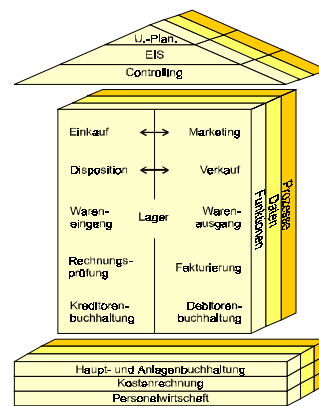 U.-Plan.
EIS
Controlling
Einkauf
Marketing
Disposition
Verkauf
Waren-
eingang
Lager
Waren-
ausgang
Rechnungs-
prüfung
Fakturierung
Kreditoren-
buchhaltung
Debitoren-
buchhaltung
Funktionen
Daten
Prozesse
Haupt- und Anlagenbuchhaltung
Kostenrechnung
Personalwirtschaft